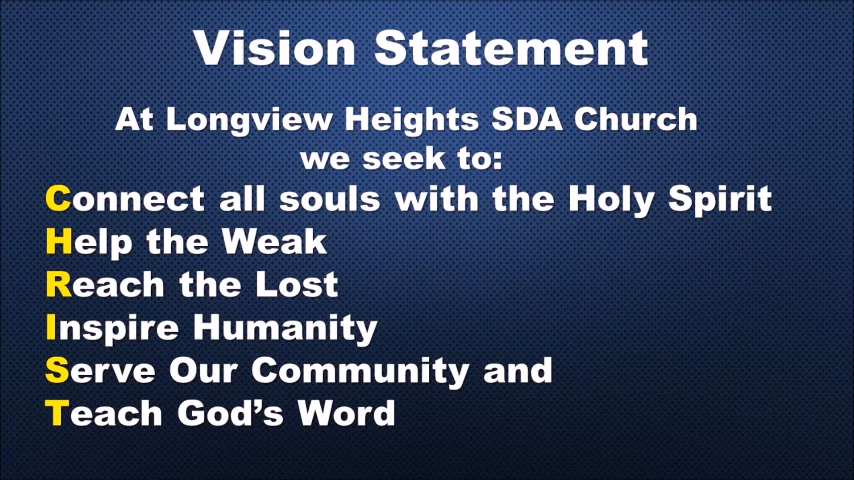 Vision Statement
At Longview Heights SDA Church
we seek to:
Connect all souls with the Holy Spirit
Help the Weak
Reach the Lost
Inspire Humanity
Serve Our Community and
Teach God’s Word